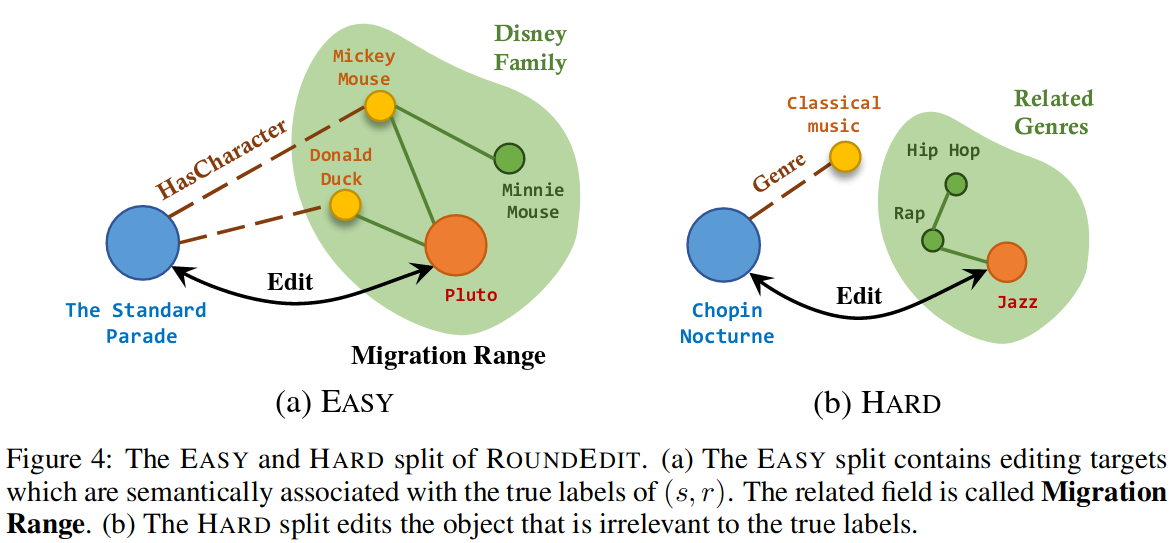 Disney
Family
Mickey
Mouse
HasCharacter
Donald
Duck
Minnie
Mouse
Edit
Pluto
The Standard
Parade
Migration Range
(a) EASY
Related
Genres
Classical
music
Hip Hop
Genre
Rap
Edit
Jazz
Chopin
Nocturne
(b) HARD
Figure 4: The EASY and HARD split of ROUNDEDIT. (a) The EASY split contains editing targets
which are semantically associated with the true labels of (s, r). The related field is called Migration
Range. (b) The HARD split edits the object that is irrelevant to the true labels.